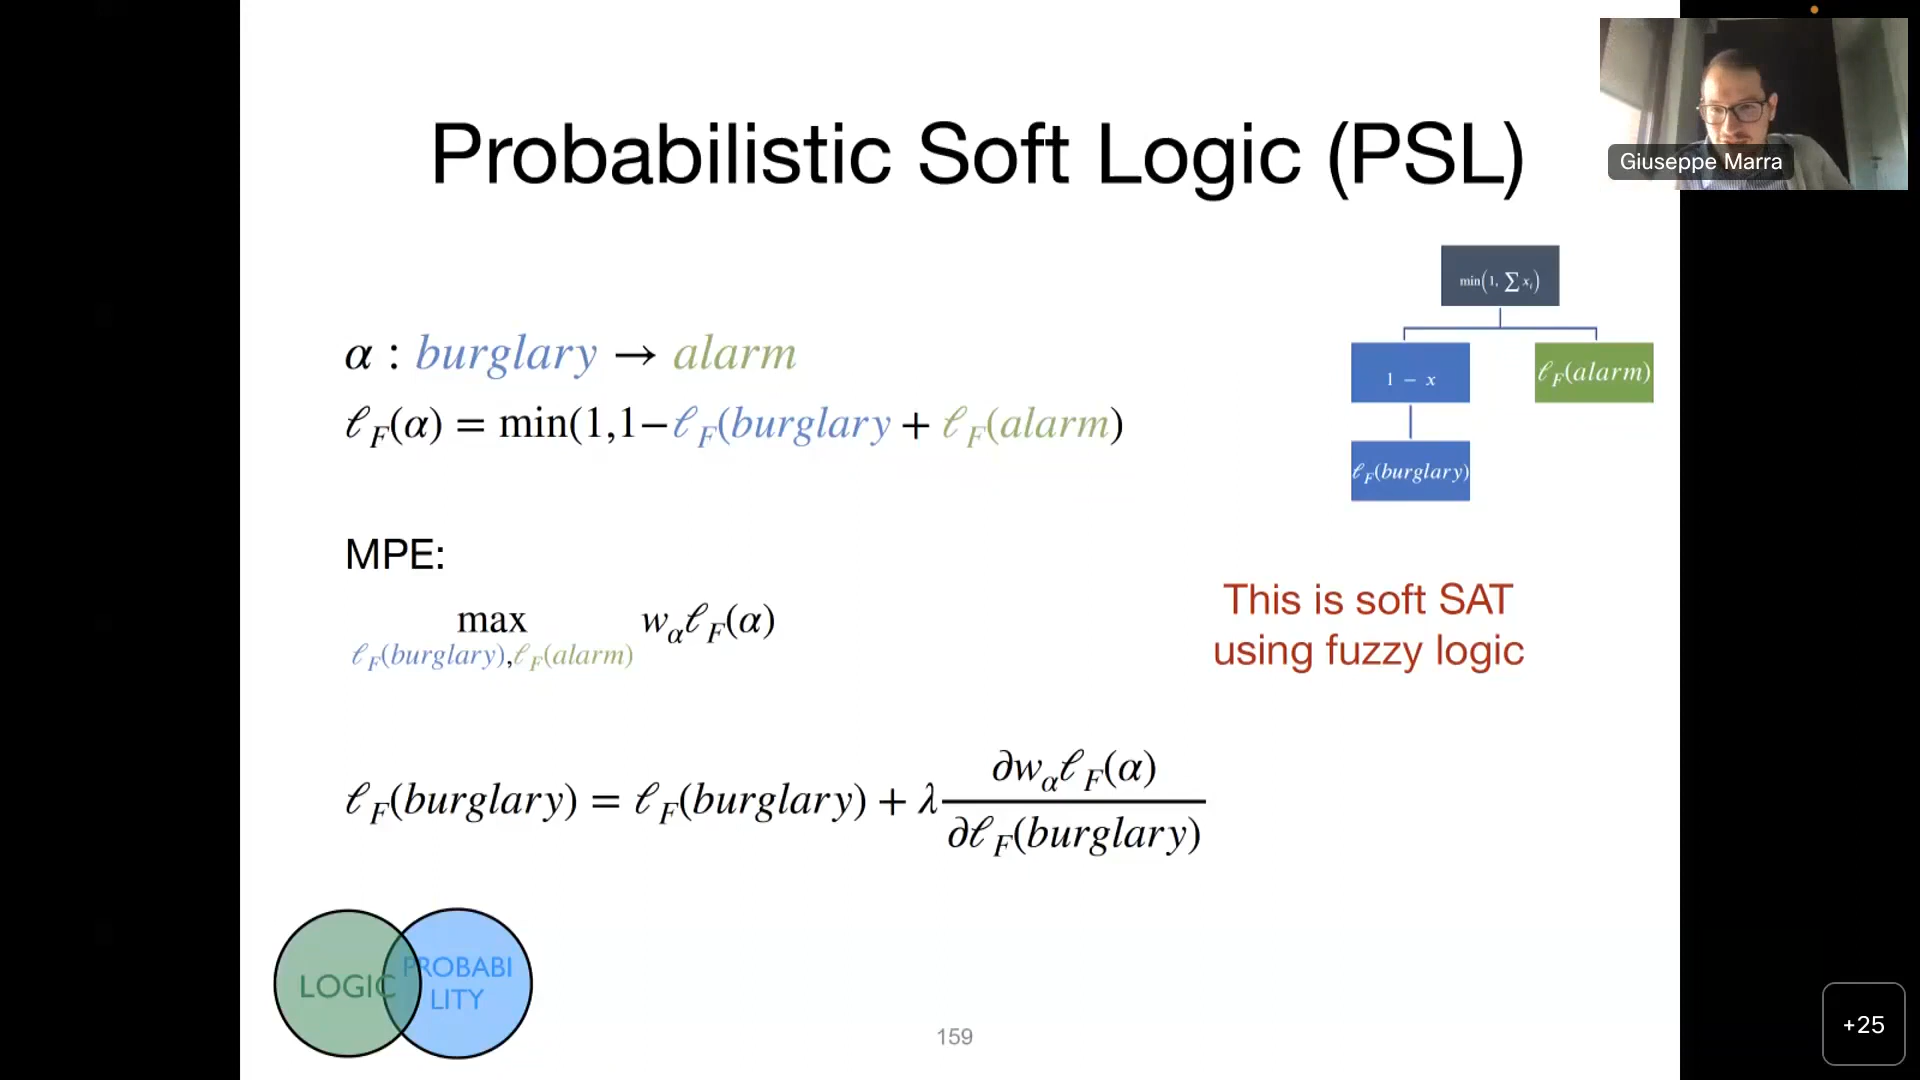 Probabilistic Soft Logic (PSL)
Giuseppe Marra
min(1, ∑ xᵢ)
α : burglary → alarm
1 − x
ℓF(alarm)
ℓF(α) = min(1,1−ℓF(burglary + ℓF(alarm)
ℓF(burglary)
MPE:
max wαℓF(α)
ℓF(burglary),ℓF(alarm)
This is soft SAT
using fuzzy logic
ℓF(burglary) = ℓF(burglary) + λ ∂wαℓF(α) / ∂ℓF(burglary)
LOGIC
PROBABI
LITY
159
+25